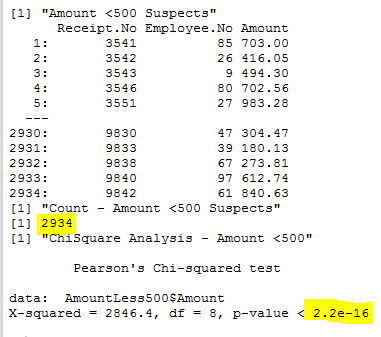 [1] "Amount <500 Suspects"
Receipt.No Employee.No Amount
1: 3541 85 703.00
2: 3542 26 416.05
3: 3543 9 494.30
4: 3546 80 702.56
5: 3551 27 983.28
---
2930: 9830 47 304.47
2931: 9833 39 180.13
2932: 9838 67 273.81
2933: 9840 97 612.74
2934: 9842 61 840.63
[1] "Count - Amount <500 Suspects"
[1] 2934
[1] "ChiSquare Analysis - Amount <500"
Pearson's Chi-squared test
data: AmountLess500$Amount
X-squared = 2846.4, df = 8, p-value < 2.2e-16